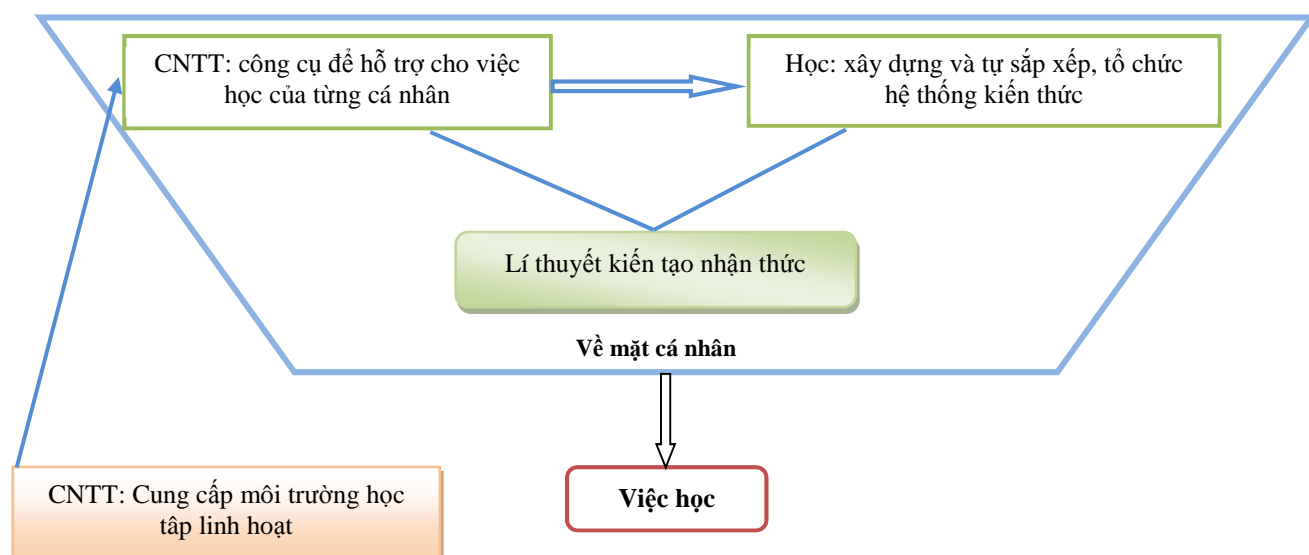 CNTT: công cụ để hỗ trợ cho việc
học của từng cá nhân
Học: xây dựng và tự sắp xếp, tổ chức
hệ thống kiến thức
Lí thuyết kiến tạo nhận thức
Về mặt cá nhân
CNTT: Cung cấp môi trường học
tâp linh hoạt
Việc học